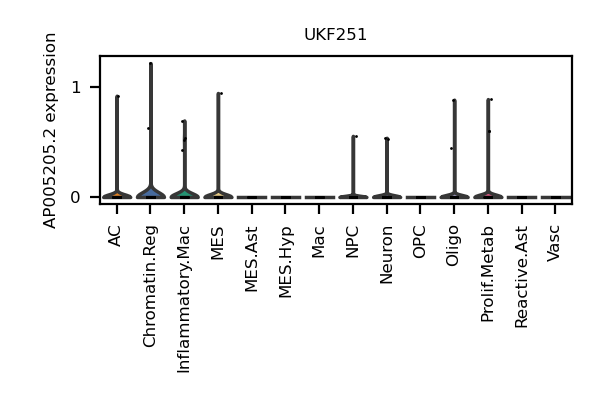 UKF251
AP005205.2 expression
1
0
AC
Chromatin.Reg
Inflammatory.Mac
MES
MES.Ast
MES.Hyp
Mac
NPC
Neuron
OPC
Oligo
Prolif.Metab
Reactive.Ast
Vasc